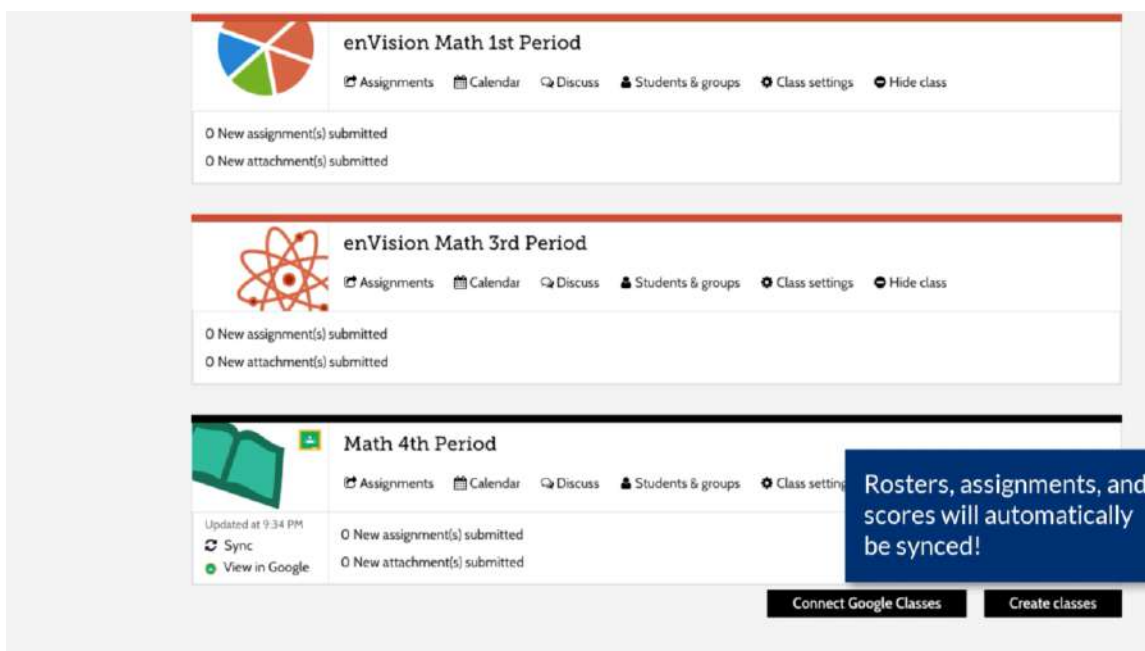 enVision Math 1st Period
Assignments Calendar Discuss Students & groups Class settings Hide class
0 New assignment(s) submitted
0 New attachment(s) submitted
enVision Math 3rd Period
Assignments Calendar Discuss Students & groups Class settings Hide class
0 New assignment(s) submitted
0 New attachment(s) submitted
Math 4th Period
Assignments Calendar Discuss Students & groups Class setting
Rosters, assignments, and
scores will automatically
be synced!
Updated at 9:34 PM
Sync
View in Google
0 New assignment(s) submitted
0 New attachment(s) submitted
Connect Google Classes Create classes